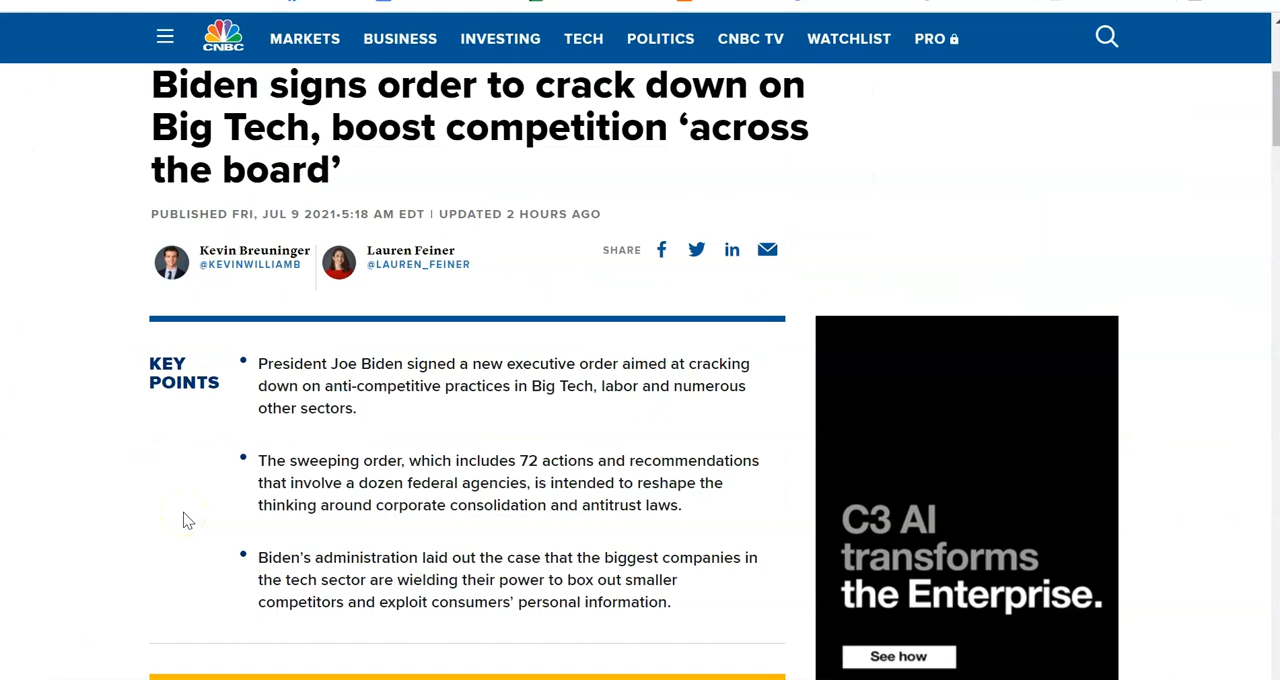 CNBC
MARKETS BUSINESS INVESTING TECH POLITICS CNBC TV WATCHLIST PRO
Biden signs order to crack down on
Big Tech, boost competition ‘across
the board’
PUBLISHED FRI, JUL 9 2021•5:18 AM EDT | UPDATED 2 HOURS AGO
Kevin Breuninger
@KEVINWILLIAMB
Lauren Feiner
@LAUREN_FEINER
SHARE
KEY
POINTS
• President Joe Biden signed a new executive order aimed at cracking
down on anti-competitive practices in Big Tech, labor and numerous
other sectors.
• The sweeping order, which includes 72 actions and recommendations
that involve a dozen federal agencies, is intended to reshape the
thinking around corporate consolidation and antitrust laws.
• Biden’s administration laid out the case that the biggest companies in
the tech sector are wielding their power to box out smaller
competitors and exploit consumers’ personal information.
C3 AI
transforms
the Enterprise.
See how